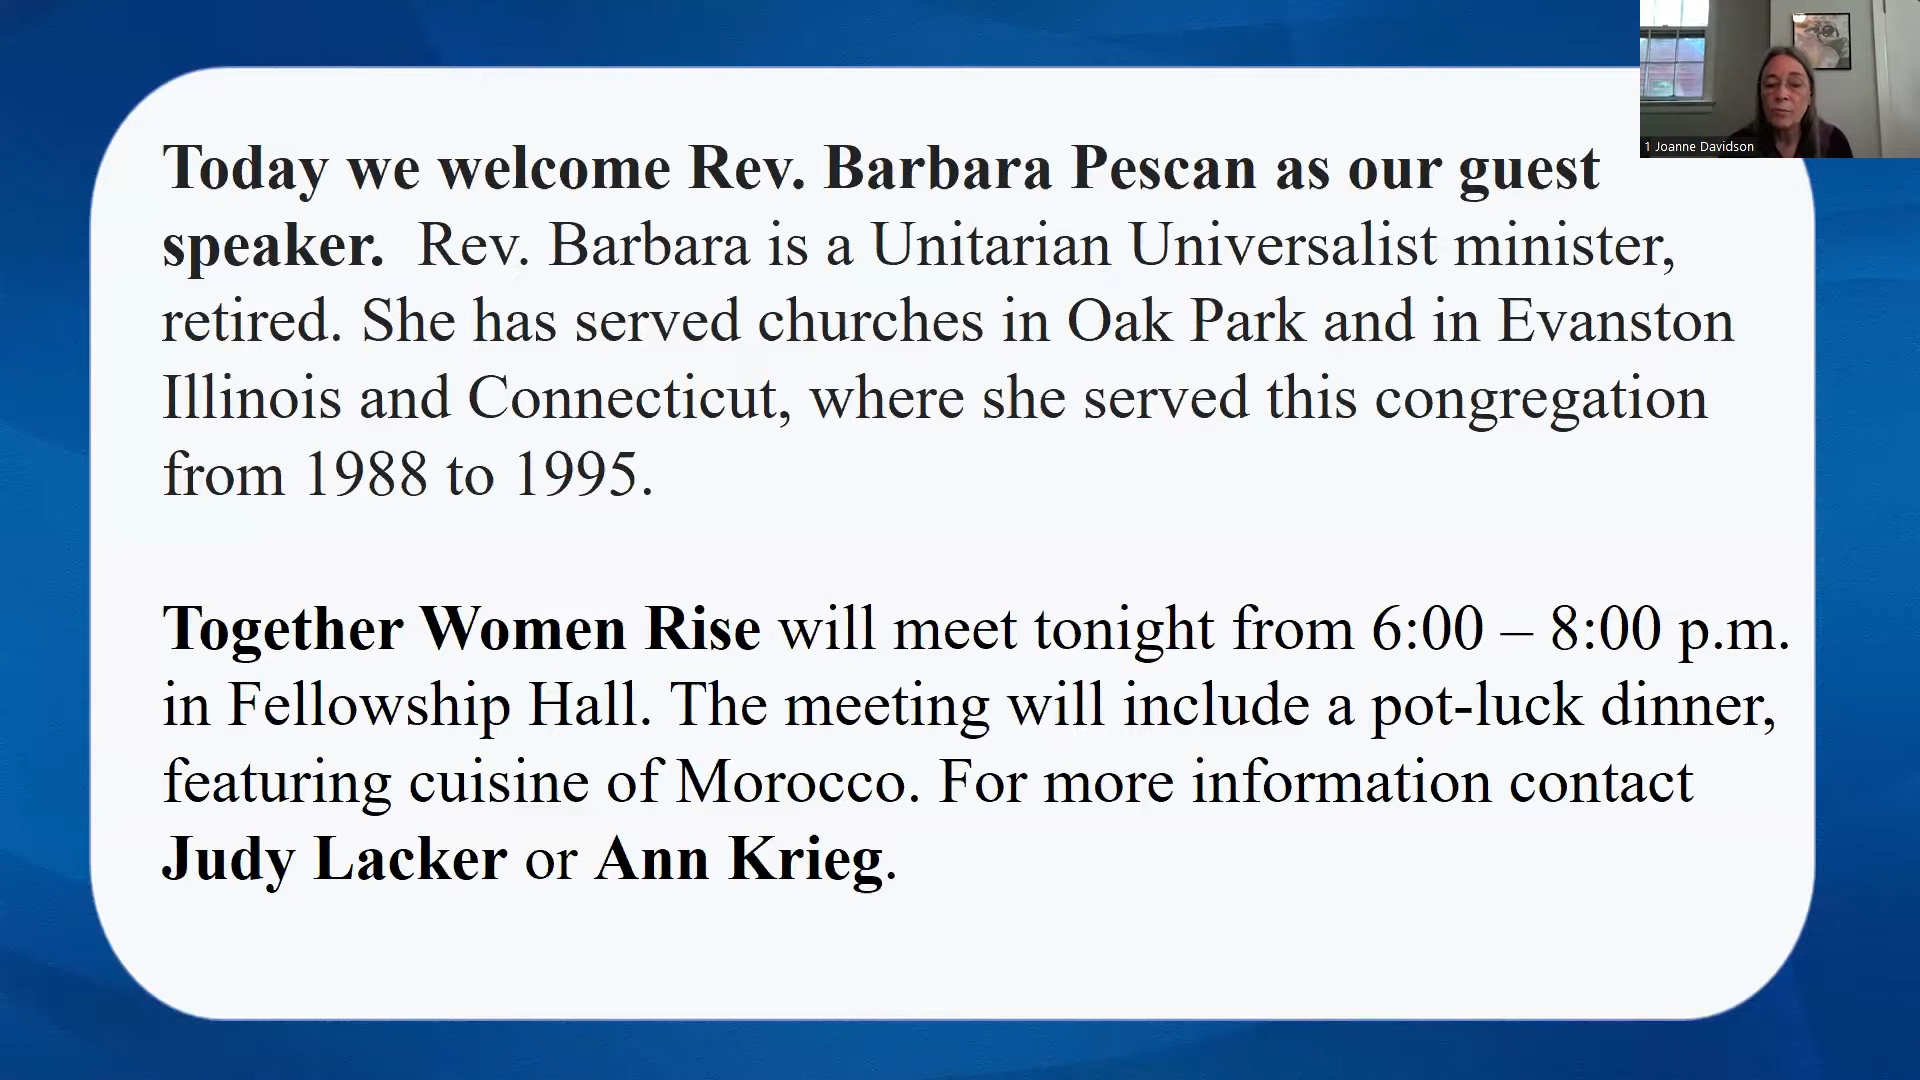 Today we welcome Rev. Barbara Pescan as our guest
speaker.  Rev. Barbara is a Unitarian Universalist minister,
retired. She has served churches in Oak Park and in Evanston
Illinois and Connecticut, where she served this congregation
from 1988 to 1995.
Together Women Rise will meet tonight from 6:00 – 8:00 p.m.
in Fellowship Hall. The meeting will include a pot-luck dinner,
featuring cuisine of Morocco. For more information contact
Judy Lacker or Ann Krieg.
1 Joanne Davidson